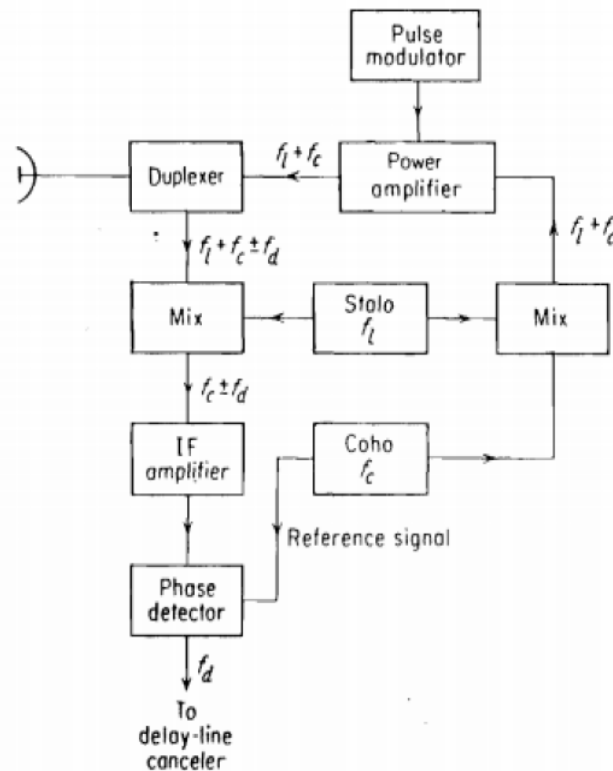 Pulse
modulator
Duplexer
f_l + f_c
Power
amplifier
f_l + f_c ± f_d
f_l + f_c
Mix
Stalo
f_l
Mix
f_c ± f_d
IF
amplifier
Coho
f_c
Reference signal
Phase
detector
f_d
To
delay-line
canceler